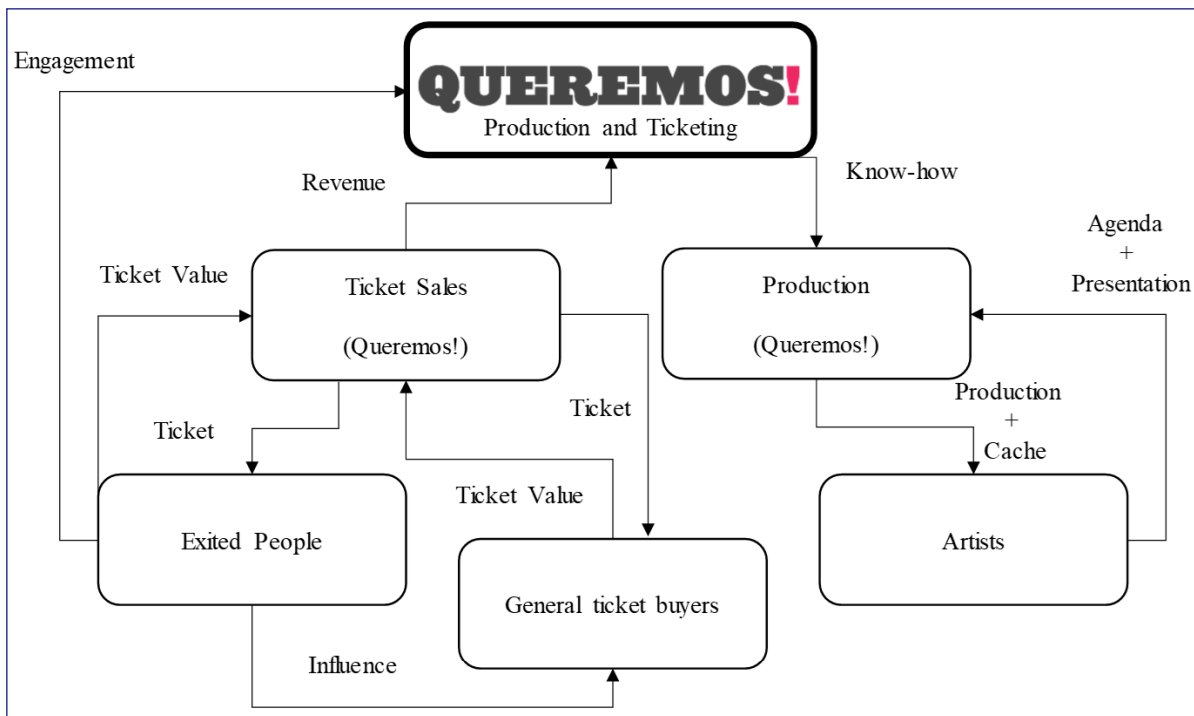 Engagement
QUEREMOS!
Production and Ticketing
Revenue
Know-how
Agenda
+
Presentation
Ticket Value
Ticket Sales
(Queremos!)
Production
(Queremos!)
Ticket
Ticket
Production
+
Cache
Ticket Value
Exited People
General ticket buyers
Artists
Influence